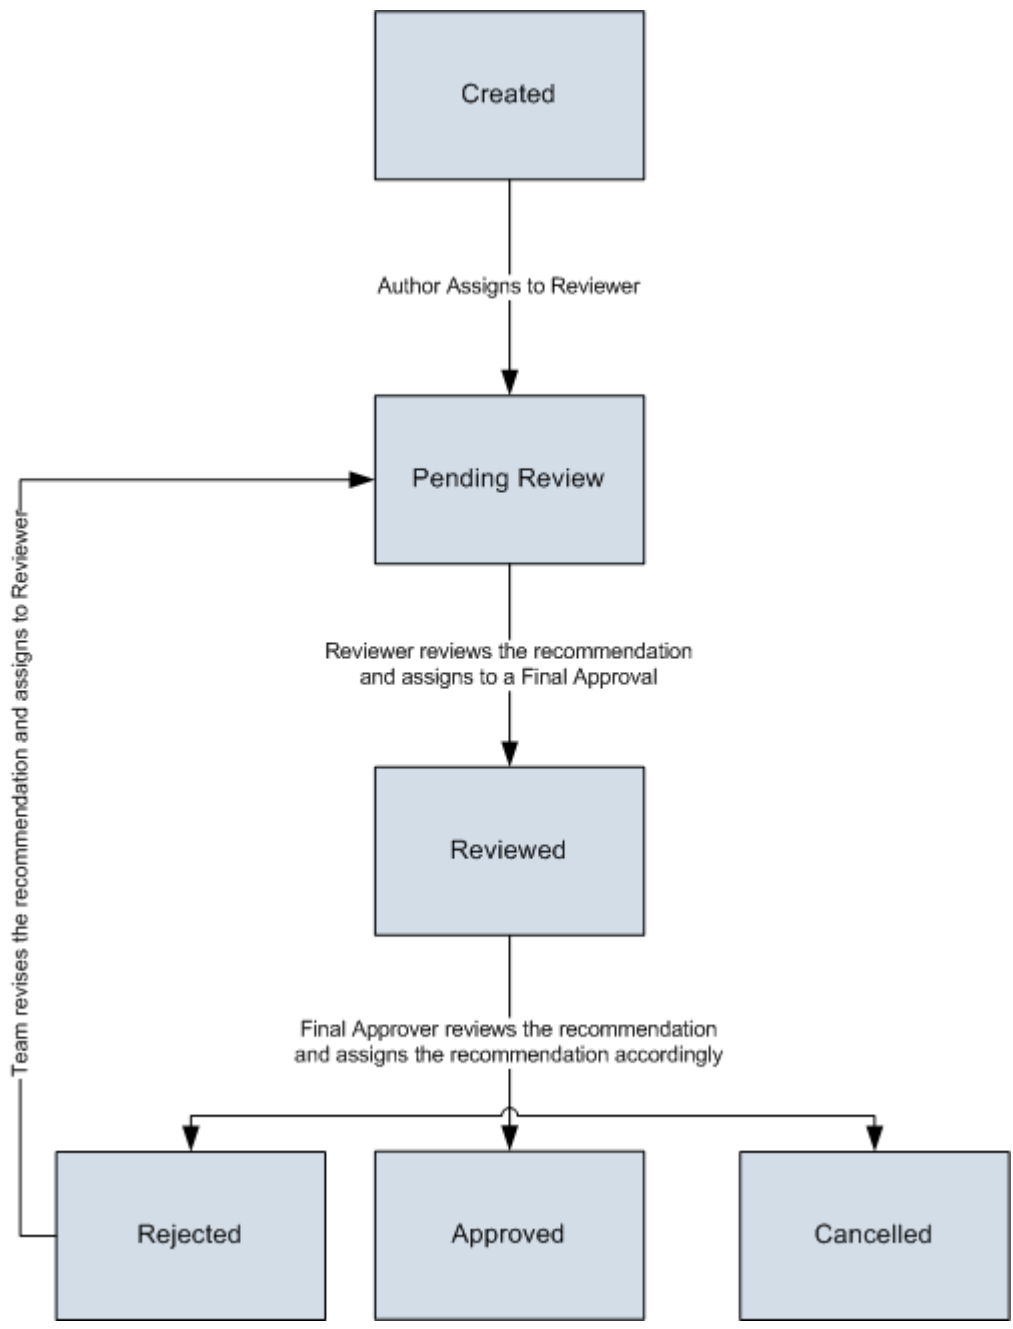 Created
Author Assigns to Reviewer
Pending Review
Team revises the recommendation and assigns to Reviewer
Reviewer reviews the recommendation
and assigns to a Final Approval
Reviewed
Final Approver reviews the recommendation
and assigns the recommendation accordingly
Rejected
Approved
Cancelled